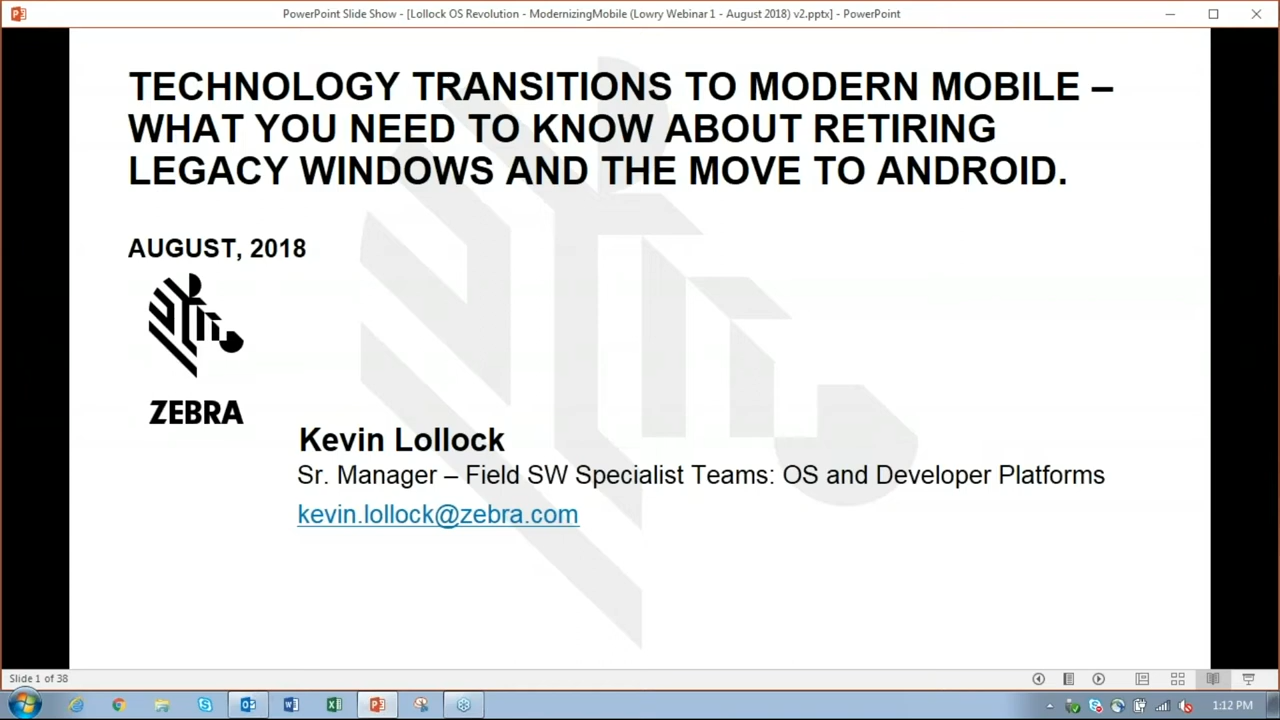 PowerPoint Slide Show - [Lollock OS Revolution - ModernizingMobile (Lowry Webinar 1 - August 2018) v2.pptx] - PowerPoint
TECHNOLOGY TRANSITIONS TO MODERN MOBILE –
WHAT YOU NEED TO KNOW ABOUT RETIRING
LEGACY WINDOWS AND THE MOVE TO ANDROID.
AUGUST, 2018
ZEBRA
Kevin Lollock
Sr. Manager – Field SW Specialist Teams: OS and Developer Platforms
kevin.lollock@zebra.com
Slide 1 of 38
1:12 PM